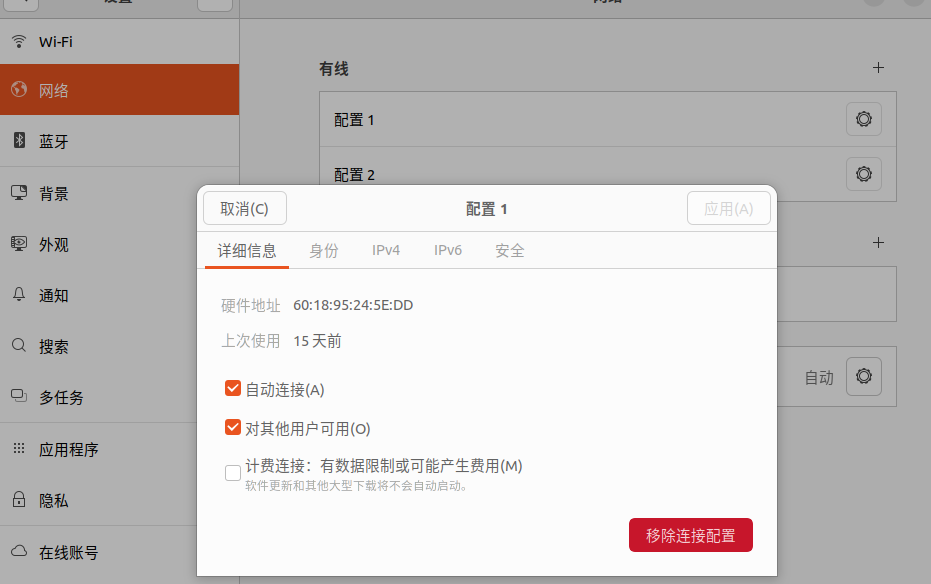 Wi-Fi
网络
蓝牙
背景
外观
通知
搜索
多任务
应用程序
隐私
在线账号
有线
配置 1
配置 2
自动
取消(C)
配置 1
应用(A)
详细信息
身份
IPv4
IPv6
安全
硬件地址 60:18:95:24:5E:DD
上次使用 15 天前
自动连接(A)
对其他用户可用(O)
计费连接：有数据限制或可能产生费用(M)
软件更新和其他大型下载将不会自动启动。
移除连接配置